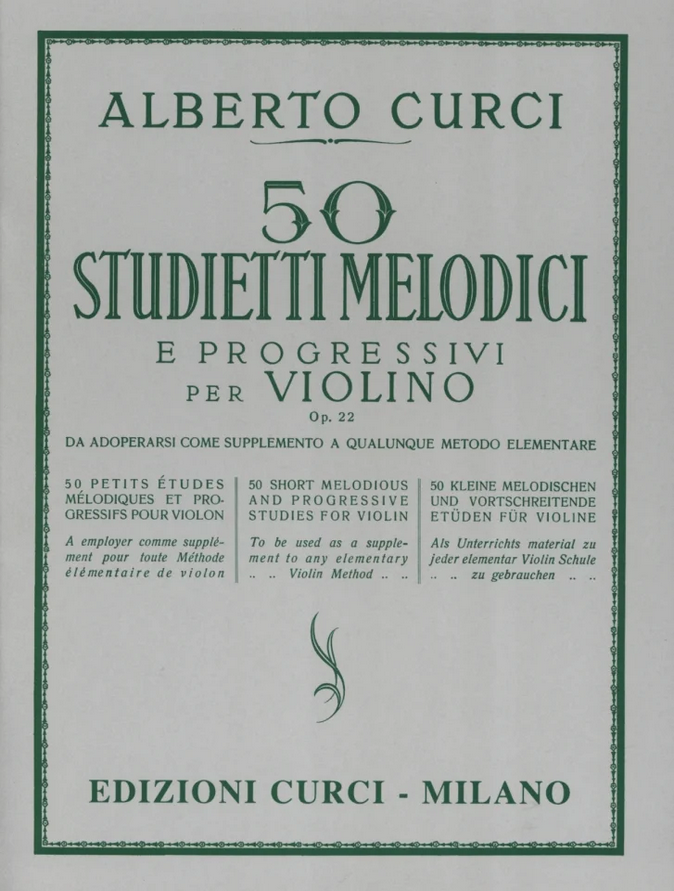 ALBERTO CURCI
50
STUDIETTI MELODICI
E PROGRESSIVI
PER VIOLINO
Op. 22
DA ADOPERARSI COME SUPPLEMENTO A QUALUNQUE METODO ELEMENTARE
50 PETITS ÉTUDES
MÉLODIQUES ET PRO-
GRESSIFS POUR VIOLON
A employer comme supplé-
ment pour toute Méthode
élémentaire de violon
50 SHORT MELODIOUS
AND PROGRESSIVE
STUDIES FOR VIOLIN
To be used as a supple-
ment to any elementary
.. .. Violin Method .. ..
50 KLEINE MELODISCHEN
UND VORTSCHREITENDE
ETÜDEN FÜR VIOLINE
Als Unterrichts material zu
jeder elementar Violin Schule
.. .. zu gebrauchen .. ..
EDIZIONI CURCI - MILANO